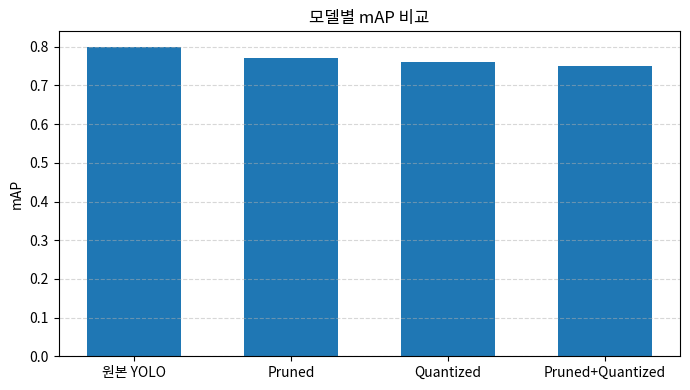 모델별 mAP 비교
mAP
0.8
0.7
0.6
0.5
0.4
0.3
0.2
0.1
0.0
원본 YOLO
Pruned
Quantized
Pruned+Quantized